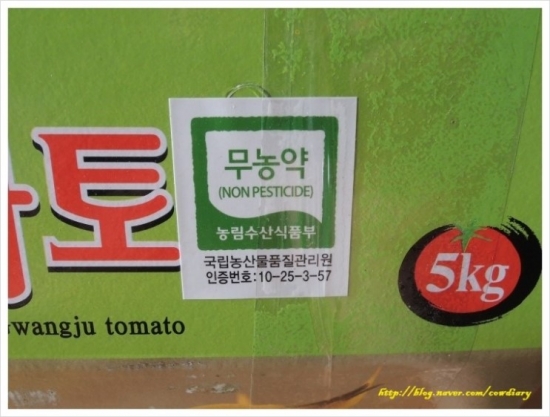 토
무농약
(NON PESTICIDE)
농림수산식품부
국립농산물품질관리원
인증번호:10-25-3-57
5kg
wangju tomato
http://blog.naver.com/cowdiary